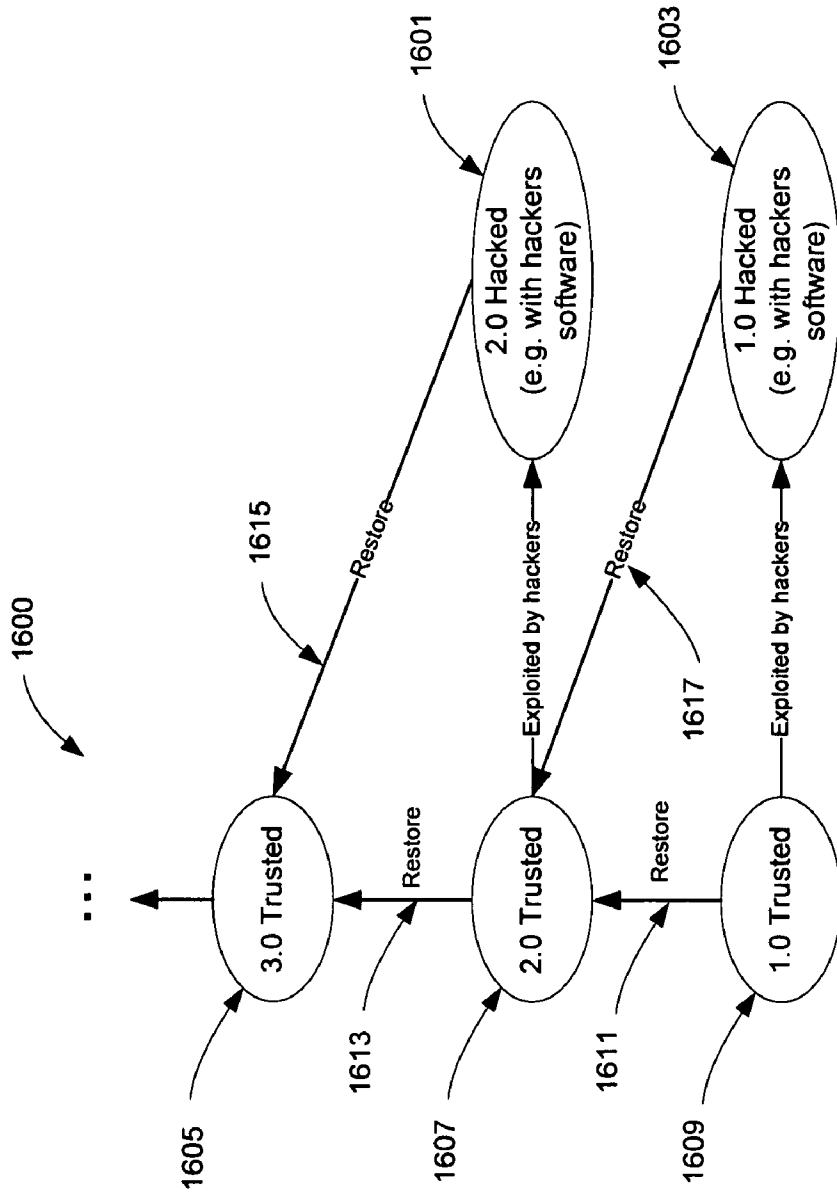 1600
...
1605
3.0 Trusted
1615
Restore
1601
2.0 Hacked
(e.g. with hackers
software)
1613
Restore
1607
2.0 Trusted
Exploited by hackers
Restore
1617
1603
1.0 Hacked
(e.g. with hackers
software)
1611
Restore
1609
1.0 Trusted
Exploited by hackers